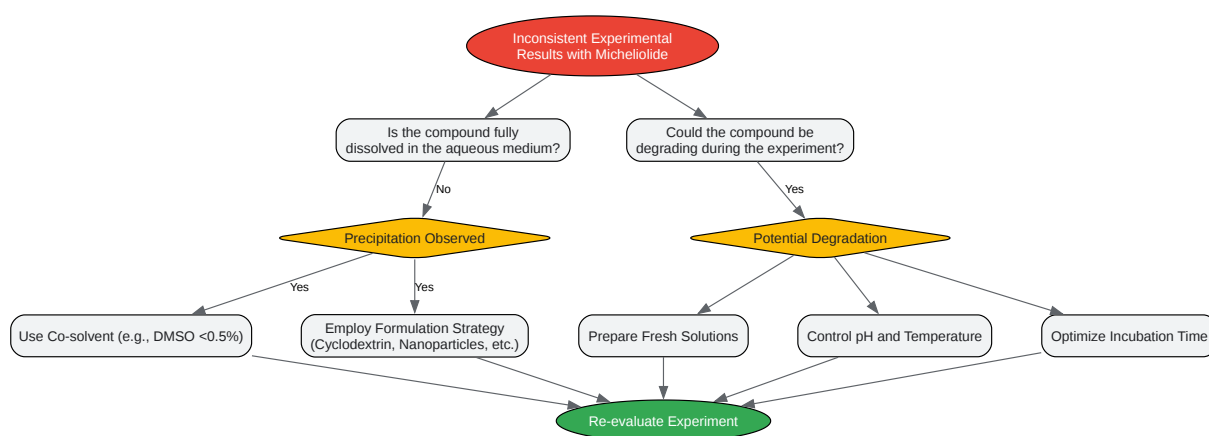 Inconsistent Experimental
Results with Micheliolide
Is the compound fully
dissolved in the aqueous medium?
Could the compound be
degrading during the experiment?
No
Yes
Precipitation Observed
Potential Degradation
Yes
Yes
Use Co-solvent (e.g., DMSO <0.5%)
Employ Formulation Strategy
(Cyclodextrin, Nanoparticles, etc.)
Prepare Fresh Solutions
Control pH and Temperature
Optimize Incubation Time
Re-evaluate Experiment